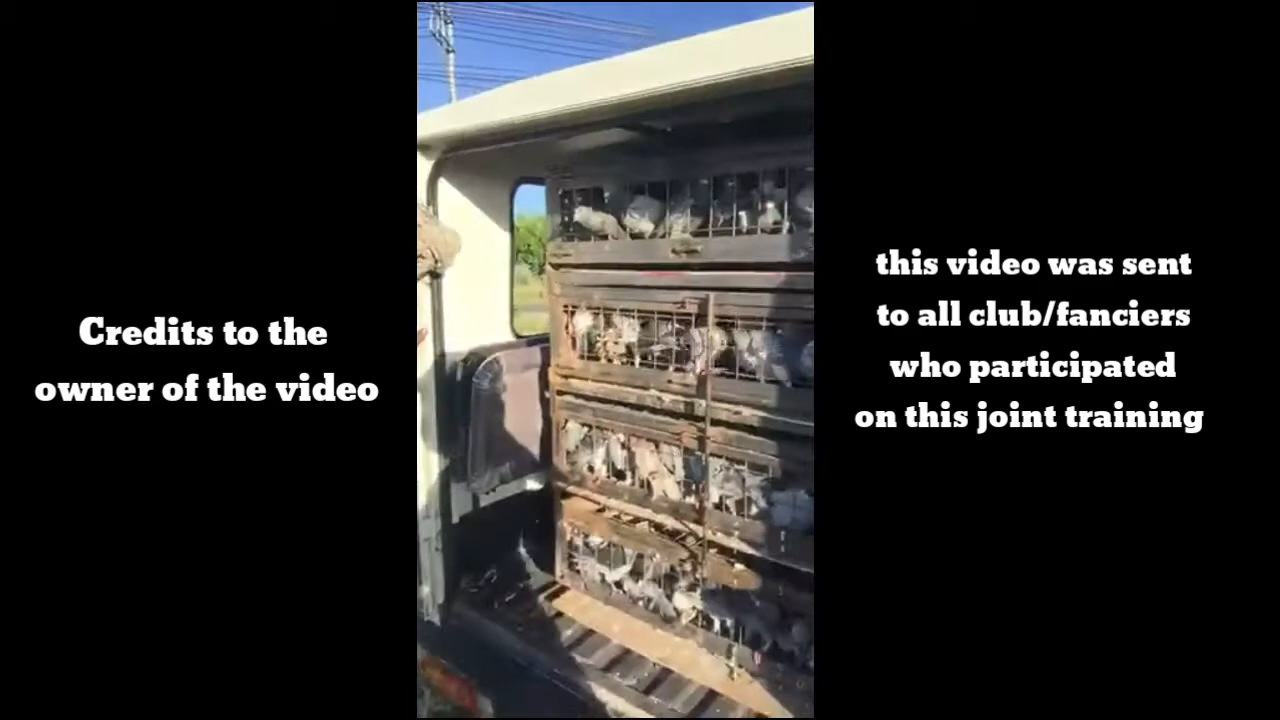 Credits to the
owner of the video
this video was sent
to all club/fanciers
who participated
on this joint training